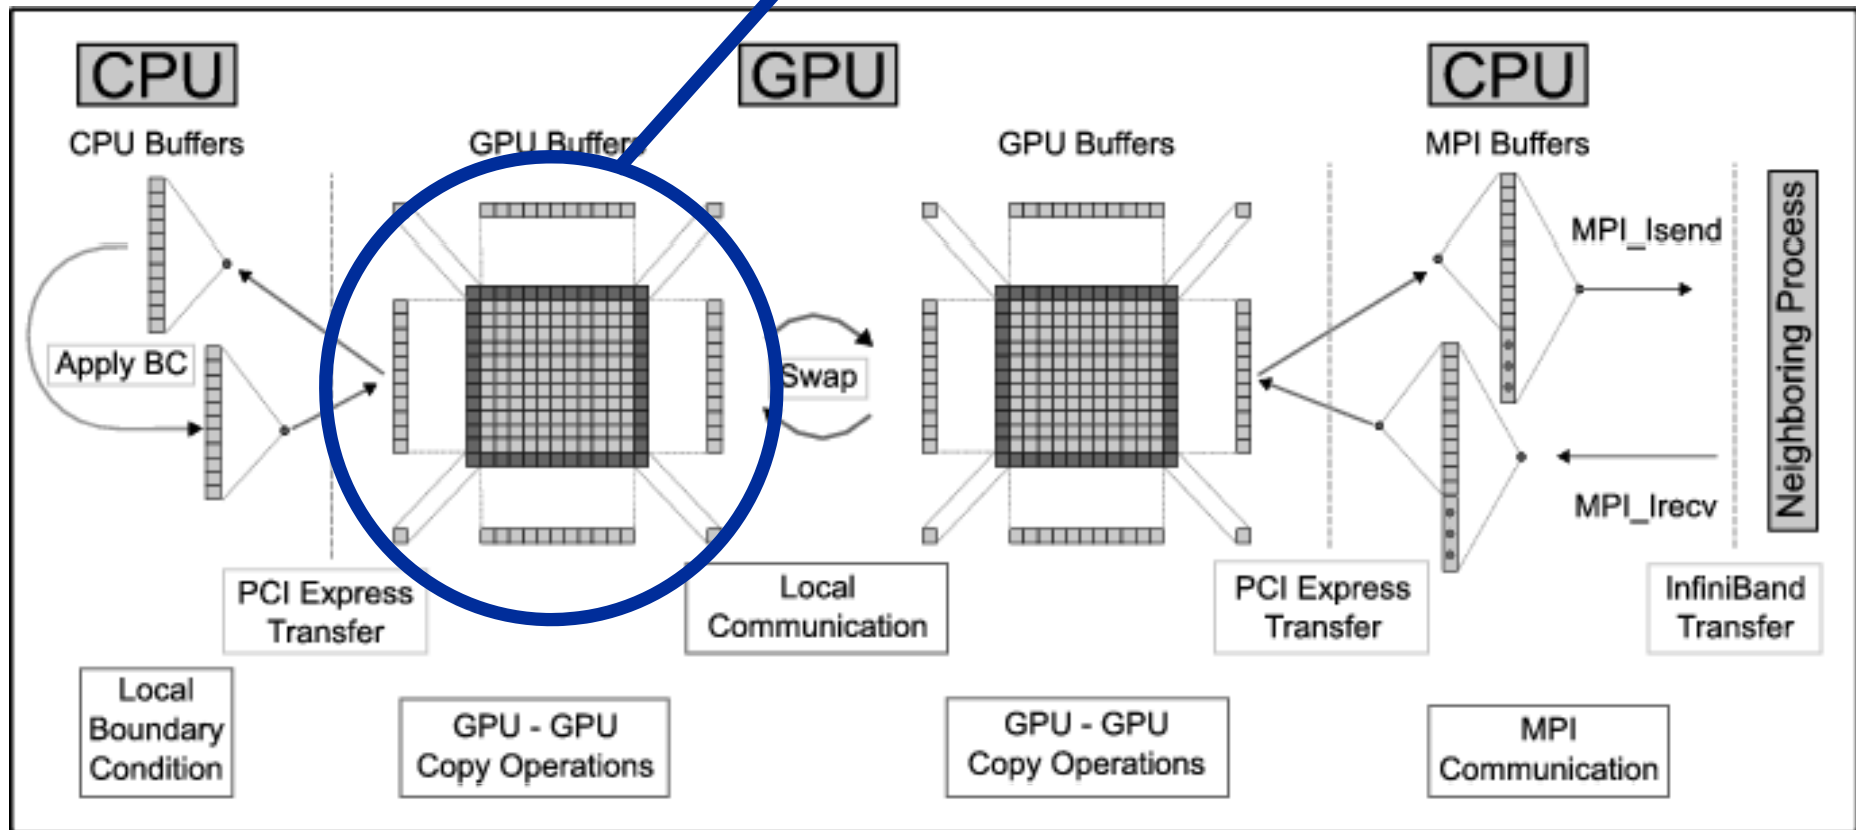 CPU
GPU
CPU
CPU Buffers
GPU Buffers
GPU Buffers
MPI Buffers
MPI_Isend
Neighboring Process
Apply BC
Swap
MPI_Irecv
PCI Express
Transfer
Local
Communication
PCI Express
Transfer
InfiniBand
Transfer
Local
Boundary
Condition
GPU - GPU
Copy Operations
GPU - GPU
Copy Operations
MPI
Communication